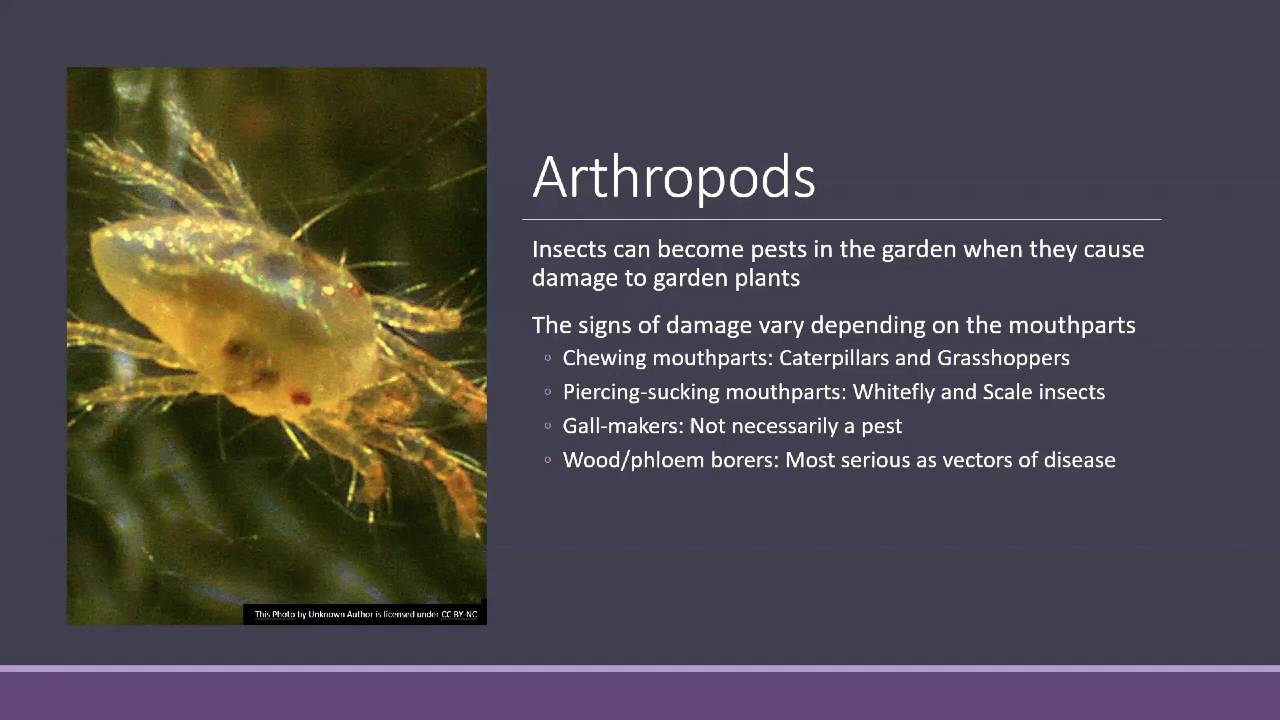 Arthropods
Insects can become pests in the garden when they cause
damage to garden plants
The signs of damage vary depending on the mouthparts
◦ Chewing mouthparts: Caterpillars and Grasshoppers
◦ Piercing-sucking mouthparts: Whitefly and Scale insects
◦ Gall-makers: Not necessarily a pest
◦ Wood/phloem borers: Most serious as vectors of disease
This Photo by Unknown Author is licensed under CC BY-NC